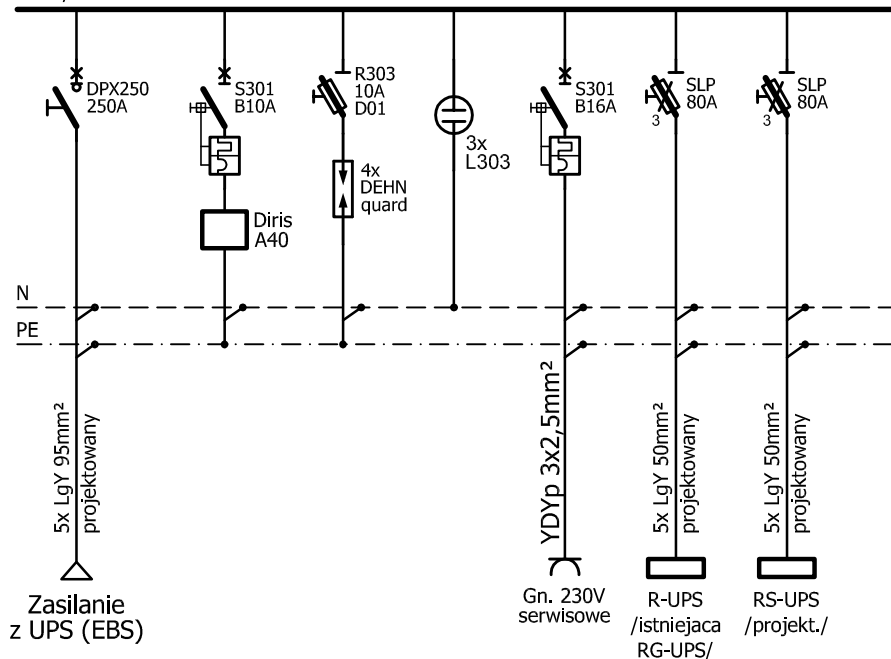 DPX250
250A
S301
B10A
R303
10A
D01
3x
L303
S301
B16A
SLP
80A
3
SLP
80A
3
4x
DEHN
quard
Diris
A40
N
PE
5x LgY 95mm²
projektowany
YDYp 3x2,5mm²
5x LgY 50mm²
projektowany
5x LgY 50mm²
projektowany
Zasilanie
z UPS (EBS)
Gn. 230V
serwisowe
R-UPS
/istniejaca
RG-UPS/
RS-UPS
/projekt./